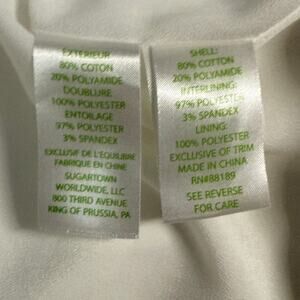 EXTERIEUR
80% COTON
20% POLYAMIDE
DOUBLURE
100% POLYESTER
ENTOILAGE
97% POLYESTER
3% SPANDEX
EXCLUSIF DE L'EQUILIBRE
FABRIQUE EN CHINE
SUGARTOWN
WORLDWIDE, LLC
800 THIRD AVENUE
KING OF PRUSSIA, PA
SHELL:
80% COTTON
20% POLYAMIDE
INTERLINING:
97% POLYESTER
3% SPANDEX
LINING:
100% POLYESTER
EXCLUSIVE OF TRIM
MADE IN CHINA
RN#88189
SEE REVERSE
FOR CARE